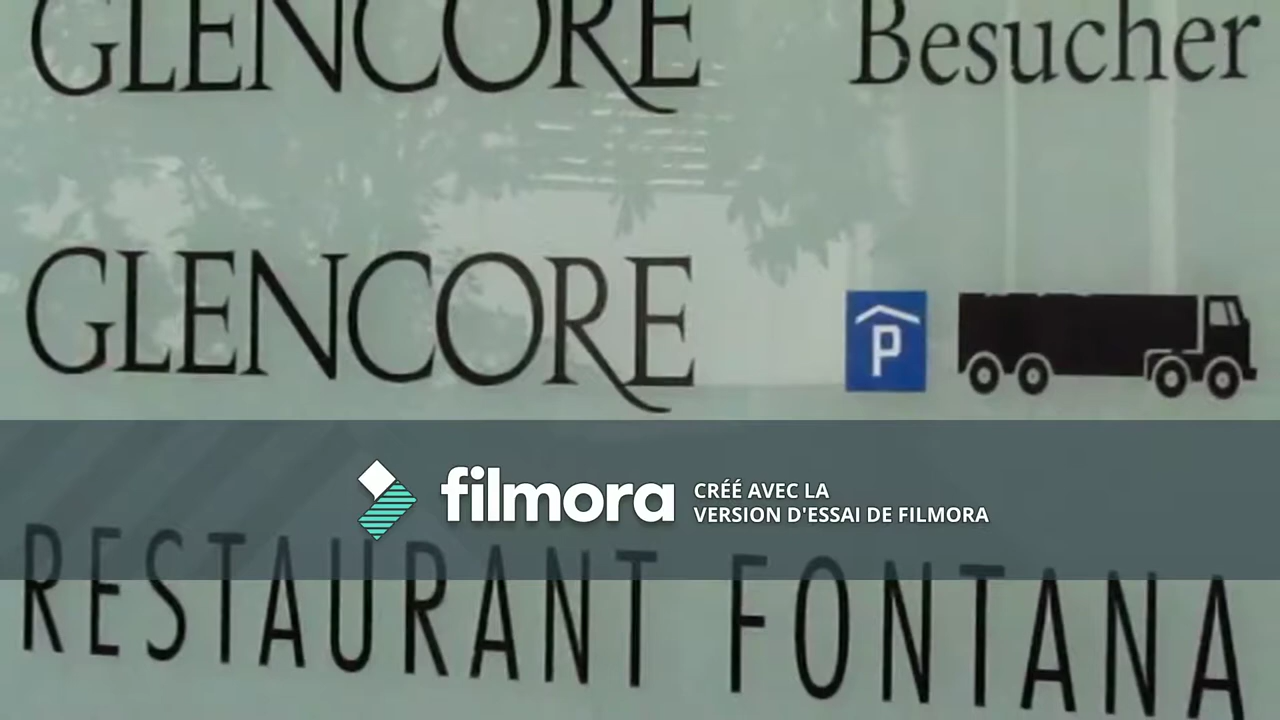 GLENCORE Besucher
GLENCORE P
filmora CRÉÉ AVEC LA
VERSION D'ESSAI DE FILMORA
RESTAURANT FONTANA